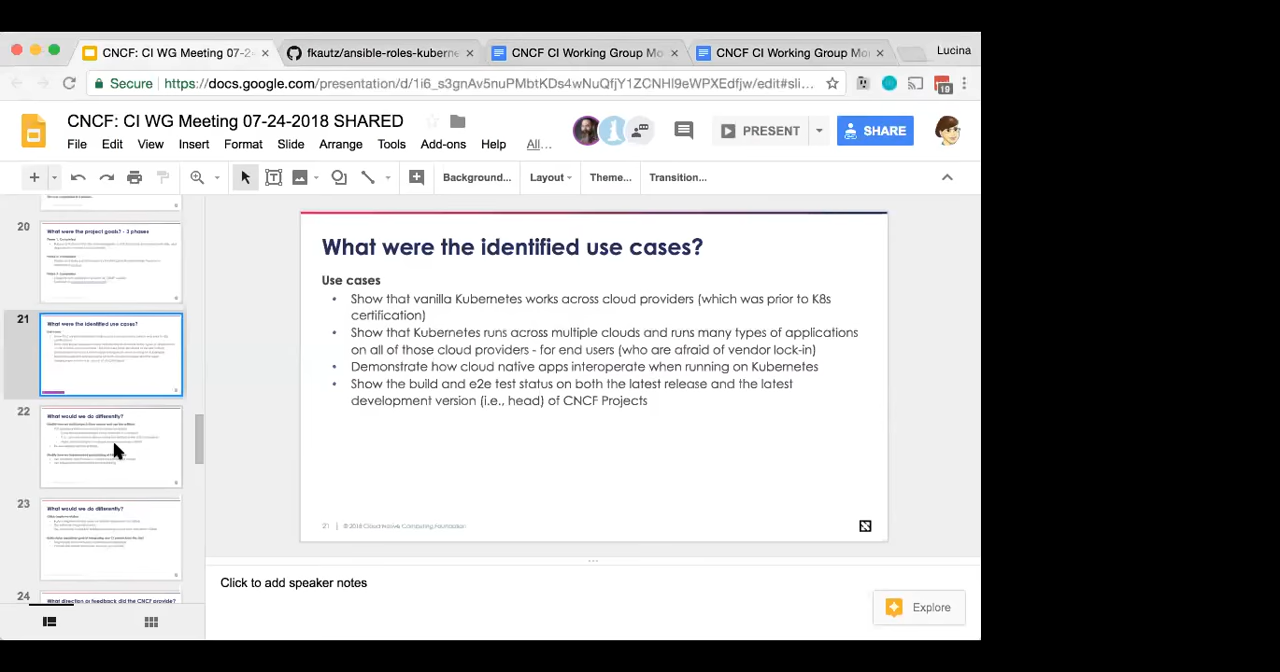 CNCF: CI WG Meeting 07-24
fkautz/ansible-roles-kuberne
CNCF CI Working Group Mo
CNCF CI Working Group Mo
Lucina
Secure
https://docs.google.com/presentation/d/1i6_s3gnAv5nuPMbtKDs4wNuQfjY1ZCNHl9eWPXEdfjw/edit#sli...
19
CNCF: CI WG Meeting 07-24-2018 SHARED
File Edit View Insert Format Slide Arrange Tools Add-ons Help All...
PRESENT
SHARE
Background... Layout Theme... Transition...
20
What were the project goals? - 3 phases
21
What were the identified use cases?
22
What would we do differently?
23
What would we do differently?
24
What direction or feedback did the CNCF provide?
What were the identified use cases?
Use cases
• Show that vanilla Kubernetes works across cloud providers (which was prior to K8s
certification)
• Show that Kubernetes runs across multiple clouds and runs many types of applications
on all of those cloud providers - for end users (who are afraid of vendor lock-in)
• Demonstrate how cloud native apps interoperate when running on Kubernetes
• Show the build and e2e test status on both the latest release and the latest
development version (i.e., head) of CNCF Projects
21 © 2018 Cloud Native Computing Foundation
Click to add speaker notes
Explore